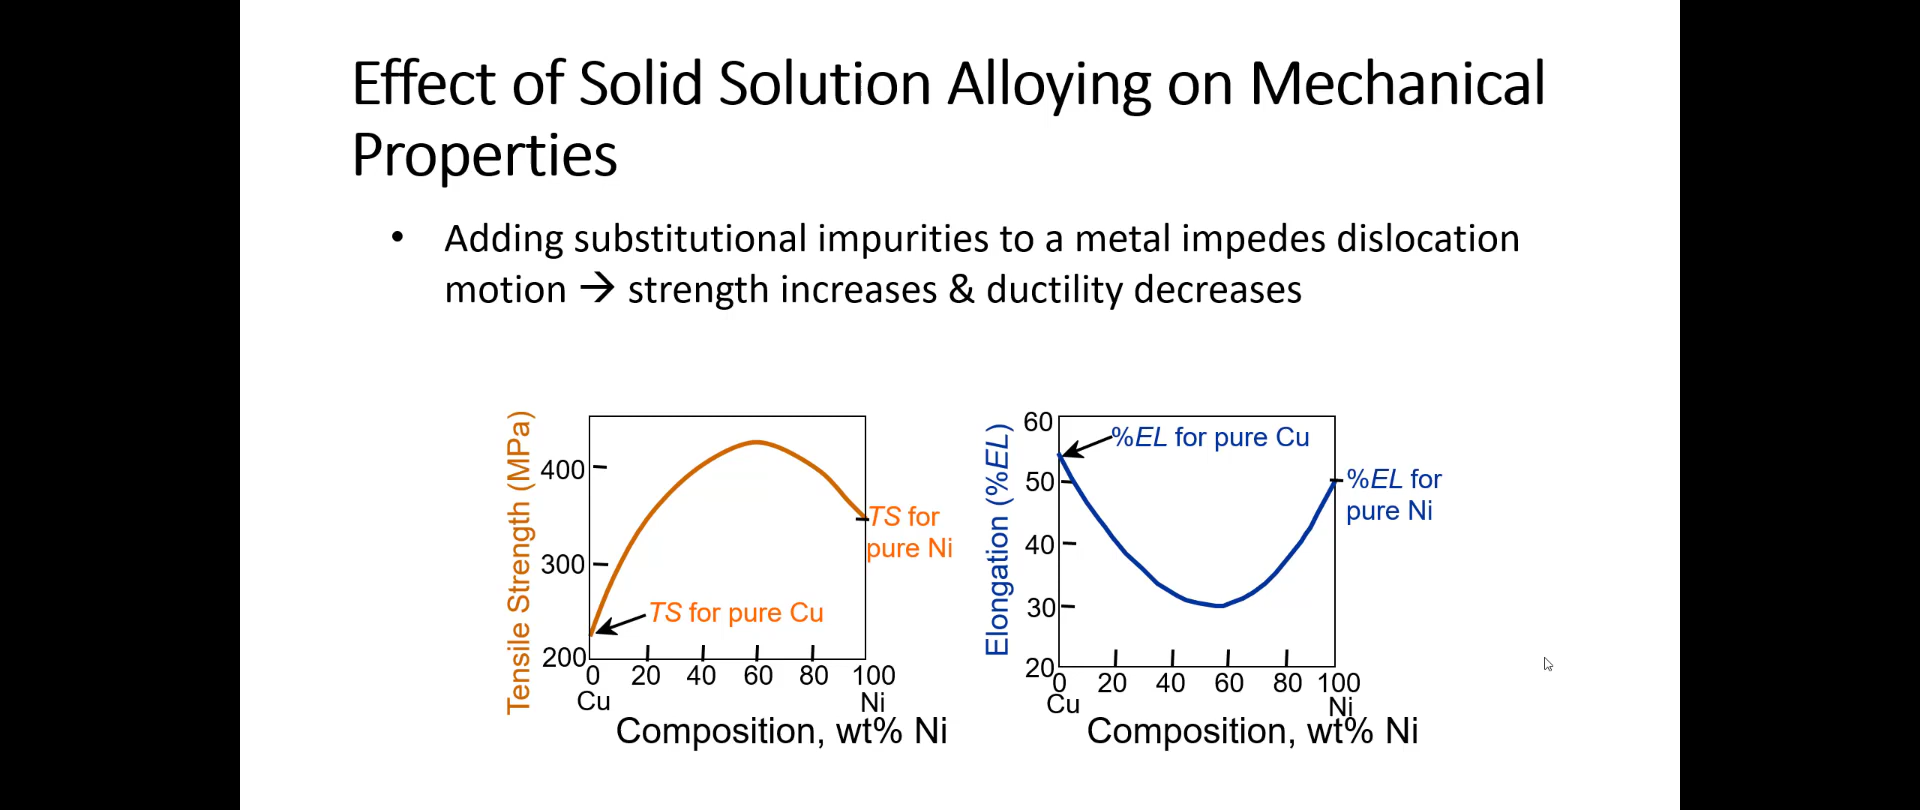 Effect of Solid Solution Alloying on Mechanical
Properties
• Adding substitutional impurities to a metal impedes dislocation
motion → strength increases & ductility decreases
Tensile Strength (MPa)
400
300
200
TS for
pure Ni
TS for pure Cu
0 20 40 60 80 100
Cu Ni
Composition, wt% Ni
Elongation (%EL)
60
50
40
30
20
%EL for pure Cu
%EL for
pure Ni
0 20 40 60 80 100
Cu Ni
Composition, wt% Ni